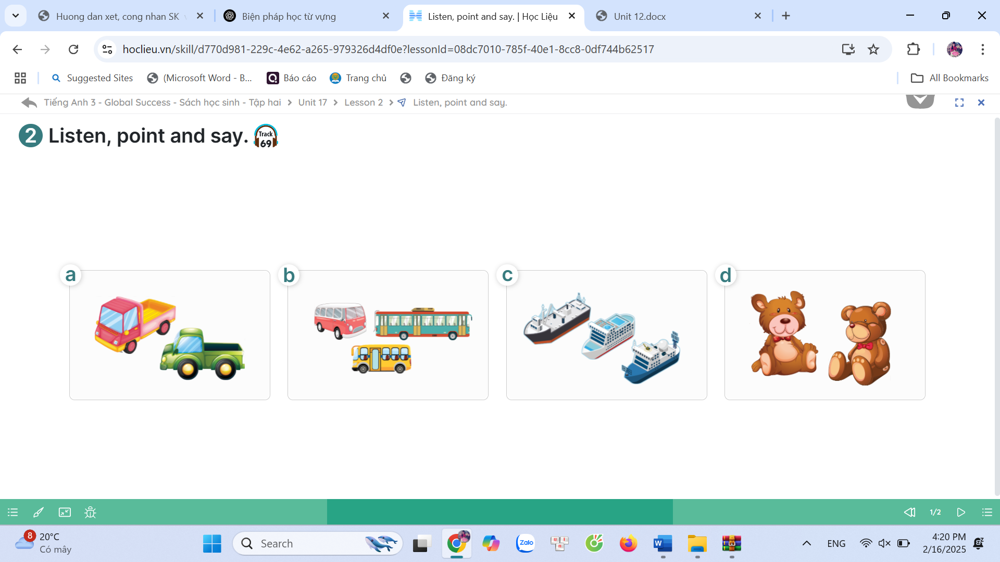 Huong dan xet, cong nhan SK
Biện pháp học từ vựng
Listen, point and say. | Học Liệu
Unit 12.docx
hoclieu.vn/skill/d770d981-229c-4e62-a265-979326d4df0e?lessonId=08dc7010-785f-40e1-8cc8-0df744b62517
Suggested Sites
(Microsoft Word - B...
Báo cáo
Trang chủ
Đăng ký
All Bookmarks
Tiếng Anh 3 - Global Success - Sách học sinh - Tập hai > Unit 17 > Lesson 2 > Listen, point and say.
2 Listen, point and say. Track 69
a
b
c
d
1/2
8
20°C
Có mây
Search
Zalo
U i n
W
ENG
4:20 PM
2/16/2025